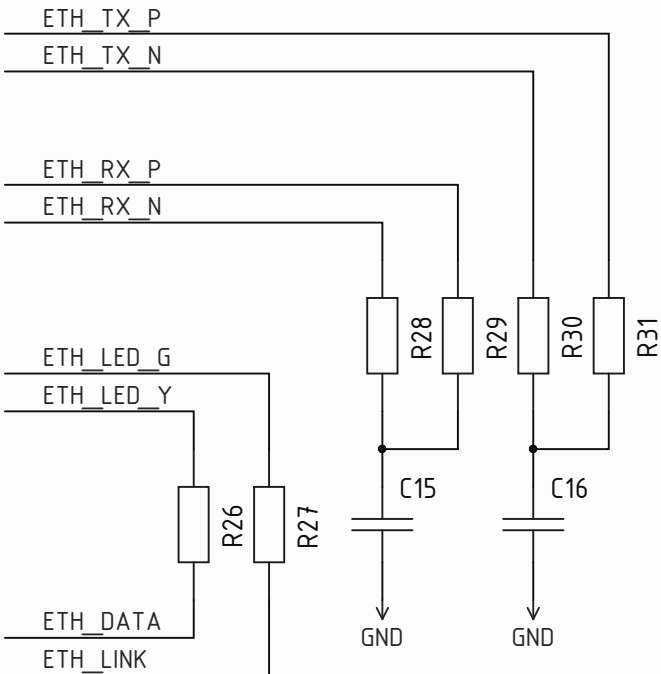 ETH_TX_P
ETH_TX_N
ETH_RX_P
ETH_RX_N
R28
R29
R30
R31
ETH_LED_G
ETH_LED_Y
C15
C16
R26
R27
ETH_DATA
GND
GND
ETH_LINK